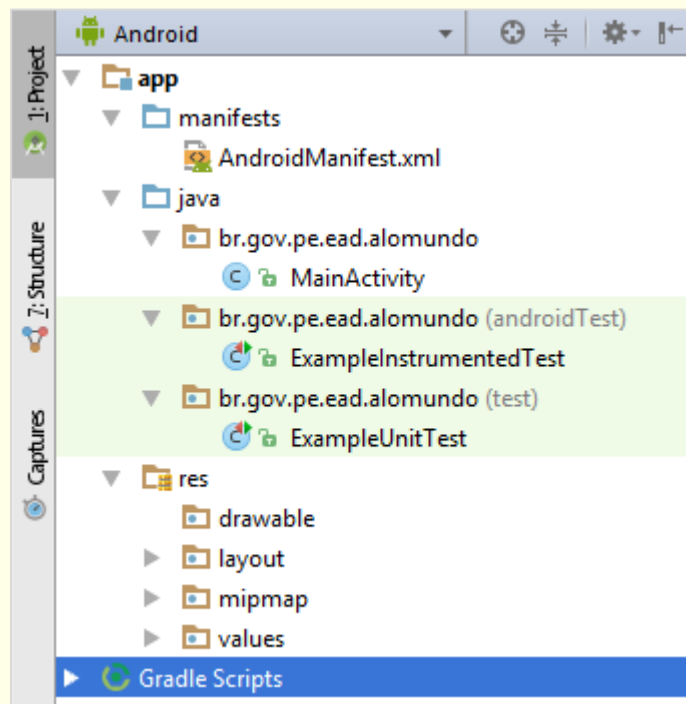 Android
1: Project
7: Structure
Captures
app
manifests
AndroidManifest.xml
java
br.gov.pe.ead.alomundo
MainActivity
br.gov.pe.ead.alomundo (androidTest)
ExampleInstrumentedTest
br.gov.pe.ead.alomundo (test)
ExampleUnitTest
res
drawable
layout
mipmap
values
Gradle Scripts